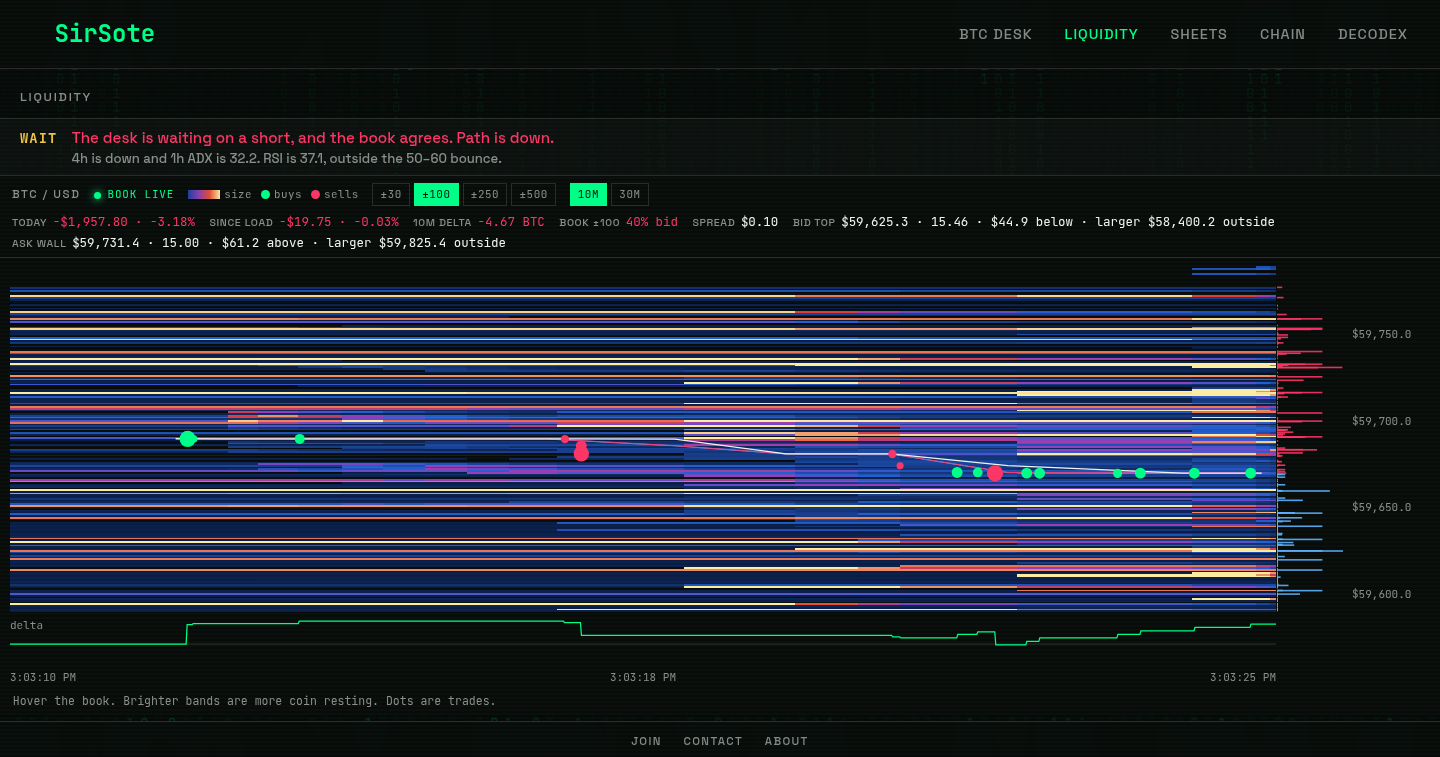 SirSote
BTC DESK LIQUIDITY SHEETS CHAIN DECODEX
LIQUIDITY
WAIT The desk is waiting on a short, and the book agrees. Path is down.
4h is down and 1h ADX is 32.2. RSI is 37.1, outside the 50–60 bounce.
BTC / USD BOOK LIVE size buys sells ±30 ±100 ±250 ±500 10M 30M
TODAY -$1,957.80 · -3.18% SINCE LOAD -$19.75 · -0.03% 10M DELTA -4.67 BTC BOOK ±100 40% bid SPREAD $0.10 BID TOP $59,625.3 · 15.46 · $44.9 below · larger $58,400.2 outside
ASK WALL $59,731.4 · 15.00 · $61.2 above · larger $59,825.4 outside
$59,750.0
$59,700.0
$59,650.0
$59,600.0
delta
3:03:10 PM 3:03:18 PM 3:03:25 PM
Hover the book. Brighter bands are more coin resting. Dots are trades.
JOIN CONTACT ABOUT